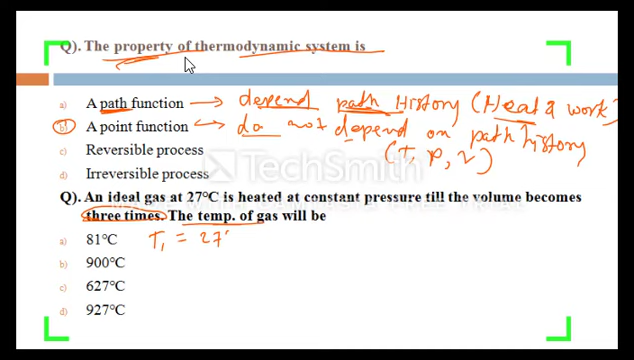 Q). The property of thermodynamic system is
a) A path function → depend path History (Heat & work)
b) A point function ↔ do not depend on path history
(T, P, V)
c) Reversible process
d) Irreversible process
TechSmith
Q). An ideal gas at 27°C is heated at constant pressure till the volume becomes
three times. The temp. of gas will be
a) 81°C T₁ = 27°
b) 900°C
c) 627°C
d) 927°C